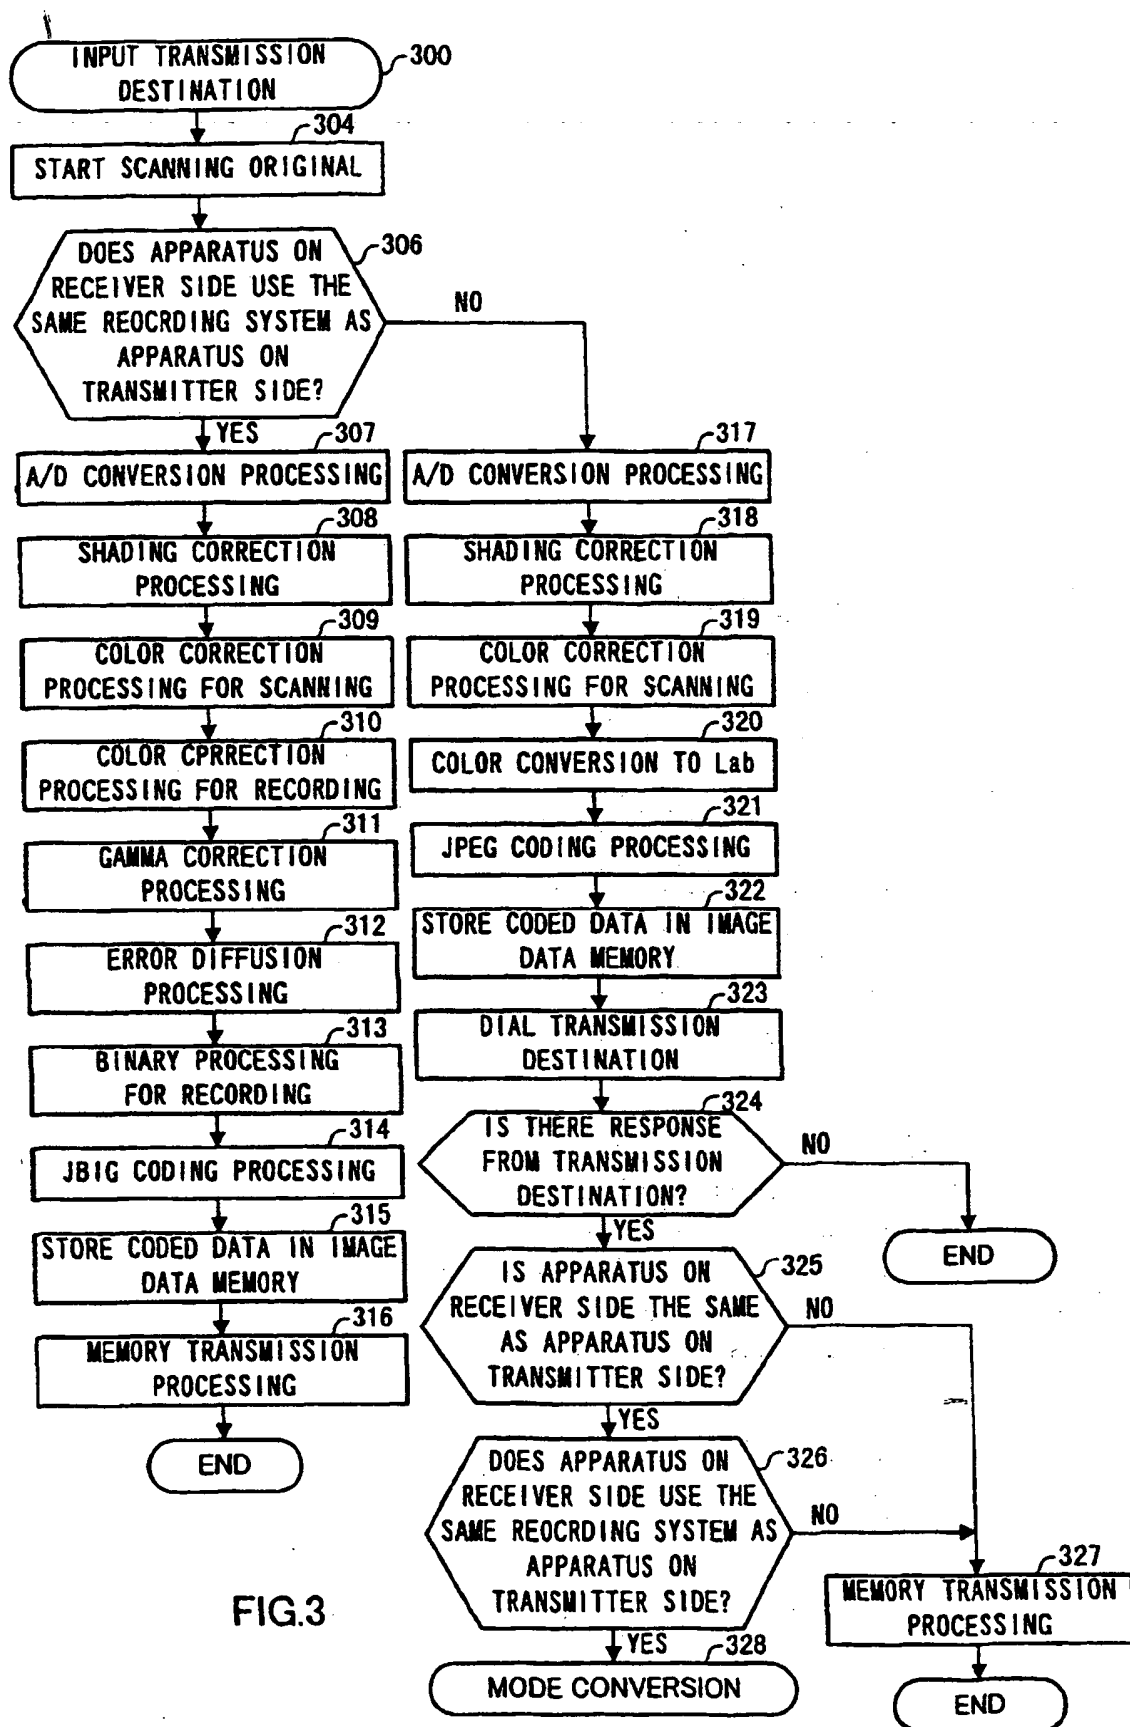 INPUT TRANSMISSION
DESTINATION
300
304
START SCANNING ORIGINAL
306
DOES APPARATUS ON
RECEIVER SIDE USE THE
SAME REOCRDING SYSTEM AS
APPARATUS ON
TRANSMITTER SIDE?
NO
YES
307
A/D CONVERSION PROCESSING
308
SHADING CORRECTION
PROCESSING
309
COLOR CORRECTION
PROCESSING FOR SCANNING
310
COLOR CPRRECTION
PROCESSING FOR RECORDING
311
GAMMA CORRECTION
PROCESSING
312
ERROR DIFFUSION
PROCESSING
313
BINARY PROCESSING
FOR RECORDING
314
JBIG CODING PROCESSING
315
STORE CODED DATA IN IMAGE
DATA MEMORY
316
MEMORY TRANSMISSION
PROCESSING
END
317
A/D CONVERSION PROCESSING
318
SHADING CORRECTION
PROCESSING
319
COLOR CORRECTION
PROCESSING FOR SCANNING
320
COLOR CONVERSION TO Lab
321
JPEG CODING PROCESSING
322
STORE CODED DATA IN IMAGE
DATA MEMORY
323
DIAL TRANSMISSION
DESTINATION
324
IS THERE RESPONSE
FROM TRANSMISSION
DESTINATION?
NO
END
YES
325
IS APPARATUS ON
RECEIVER SIDE THE SAME
AS APPARATUS ON
TRANSMITTER SIDE?
NO
YES
326
DOES APPARATUS ON
RECEIVER SIDE USE THE
SAME REOCRDING SYSTEM AS
APPARATUS ON
TRANSMITTER SIDE?
NO
327
MEMORY TRANSMISSION
PROCESSING
END
YES
328
MODE CONVERSION
FIG.3